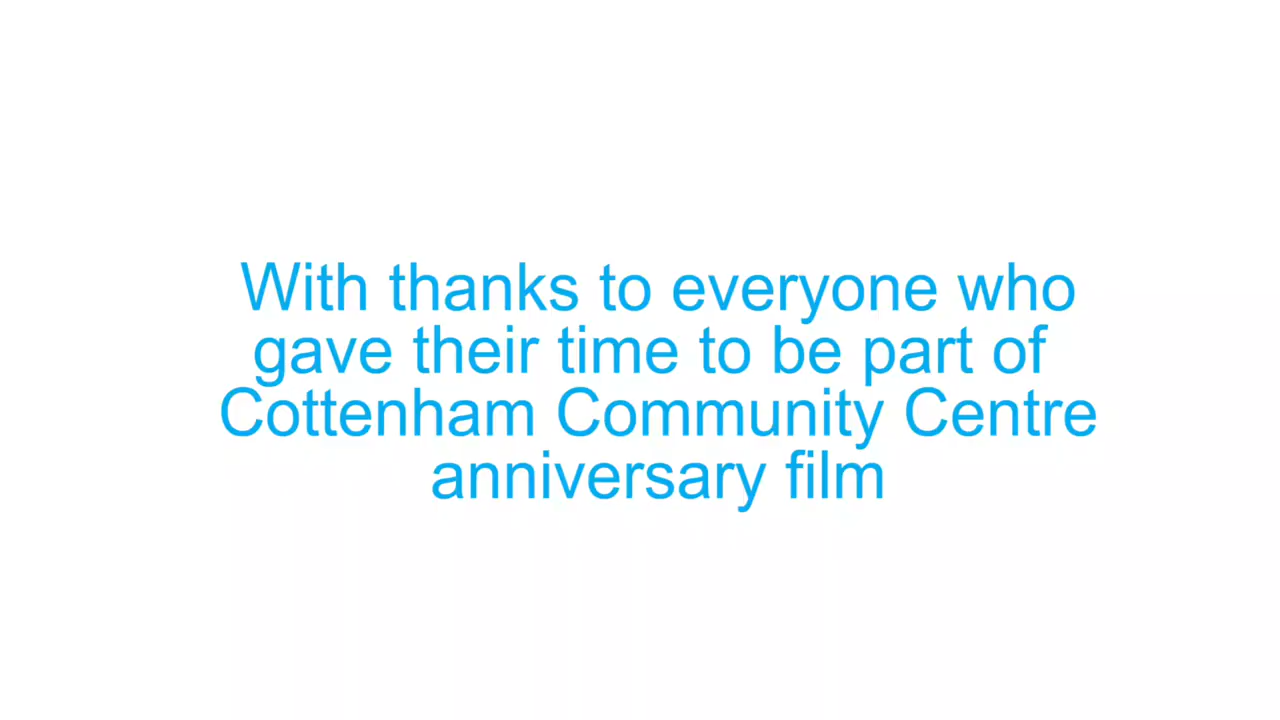 With thanks to everyone who
gave their time to be part of
Cottenham Community Centre
anniversary film